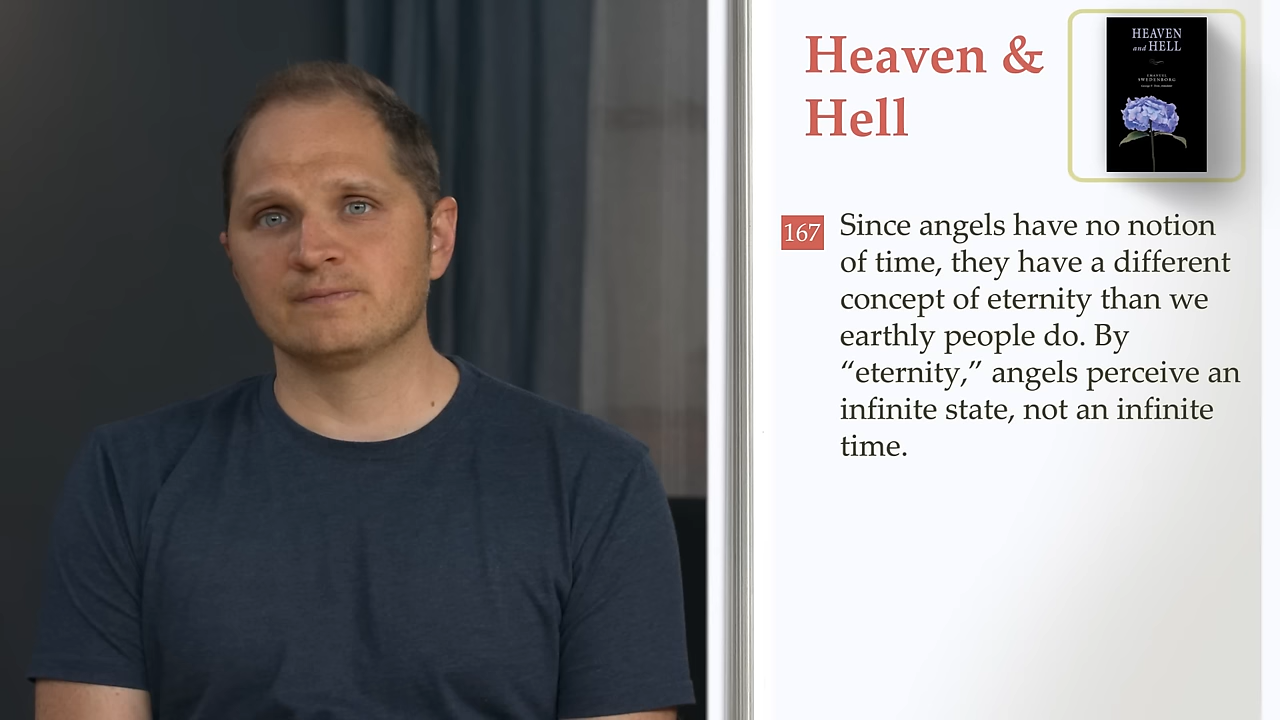 Heaven &
Hell
HEAVEN
and HELL
EMANUEL
SWEDENBORG
167
Since angels have no notion
of time, they have a different
concept of eternity than we
earthly people do. By
“eternity,” angels perceive an
infinite state, not an infinite
time.